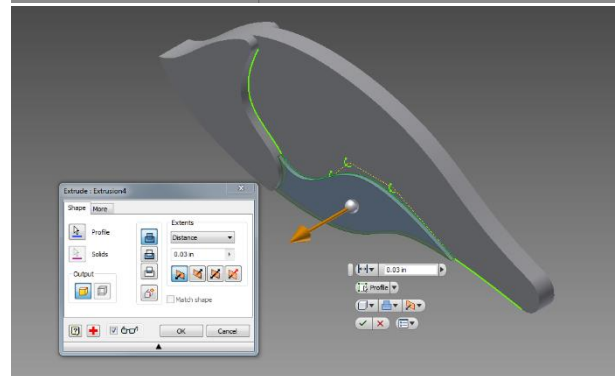 Extrude : Extrusion4
Shape More
Profile
Solids
Output
Extents
Distance
0.03 in
Match shape
OK Cancel
0.03 in
Profile